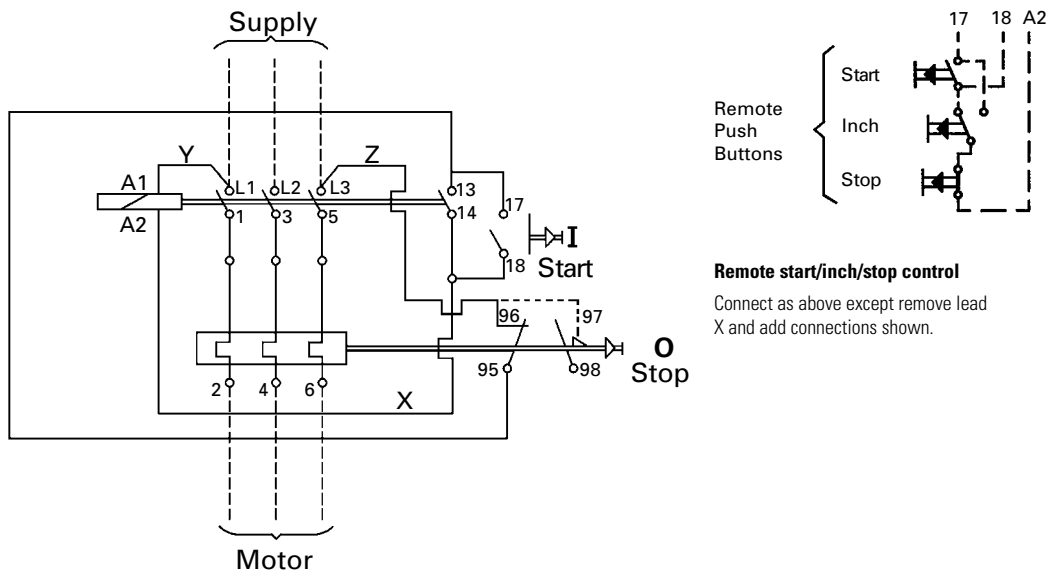 Supply
Y
Z
A1
L1
L2
L3
13
A2
1
3
5
14
17
I
18
Start
96
97
O
Stop
95
98
2
4
6
X
Motor
17 18 A2
Start
Remote
Push
Buttons
Inch
Stop
Remote start/inch/stop control
Connect as above except remove lead
X and add connections shown.